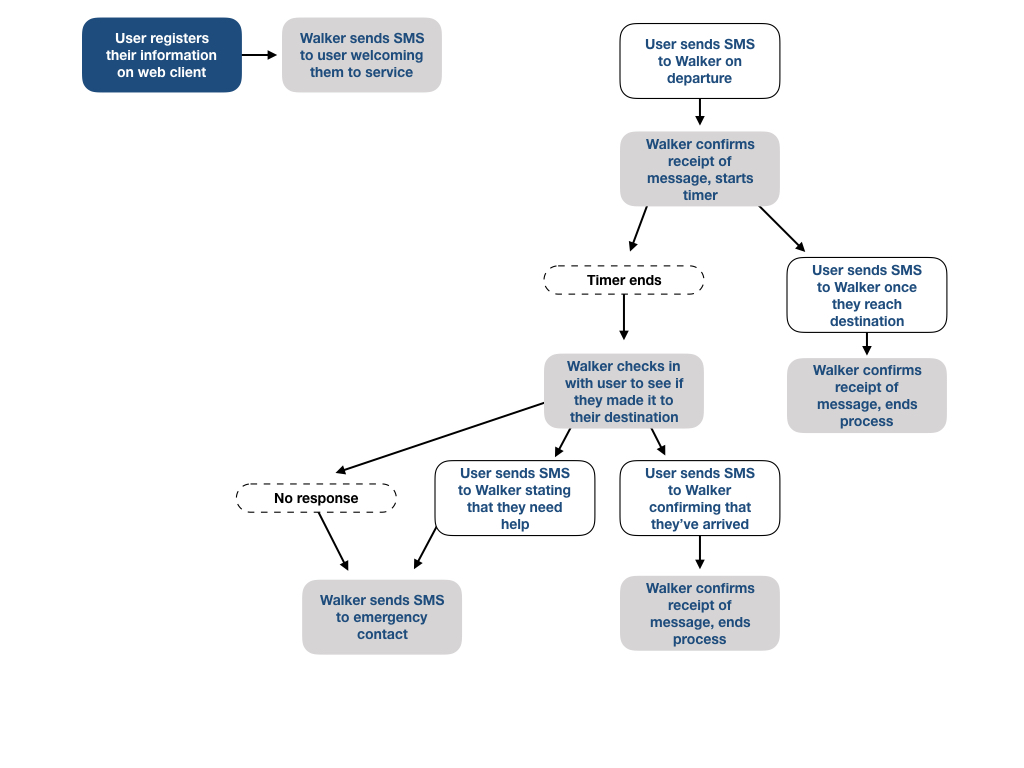 User registers
their information
on web client
Walker sends SMS
to user welcoming
them to service
User sends SMS
to Walker on
departure
Walker confirms
receipt of
message, starts
timer
Timer ends
User sends SMS
to Walker once
they reach
destination
Walker checks in
with user to see if
they made it to
their destination
Walker confirms
receipt of
message, ends
process
No response
User sends SMS
to Walker stating
that they need
help
User sends SMS
to Walker
confirming that
they've arrived
Walker sends SMS
to emergency
contact
Walker confirms
receipt of
message, ends
process